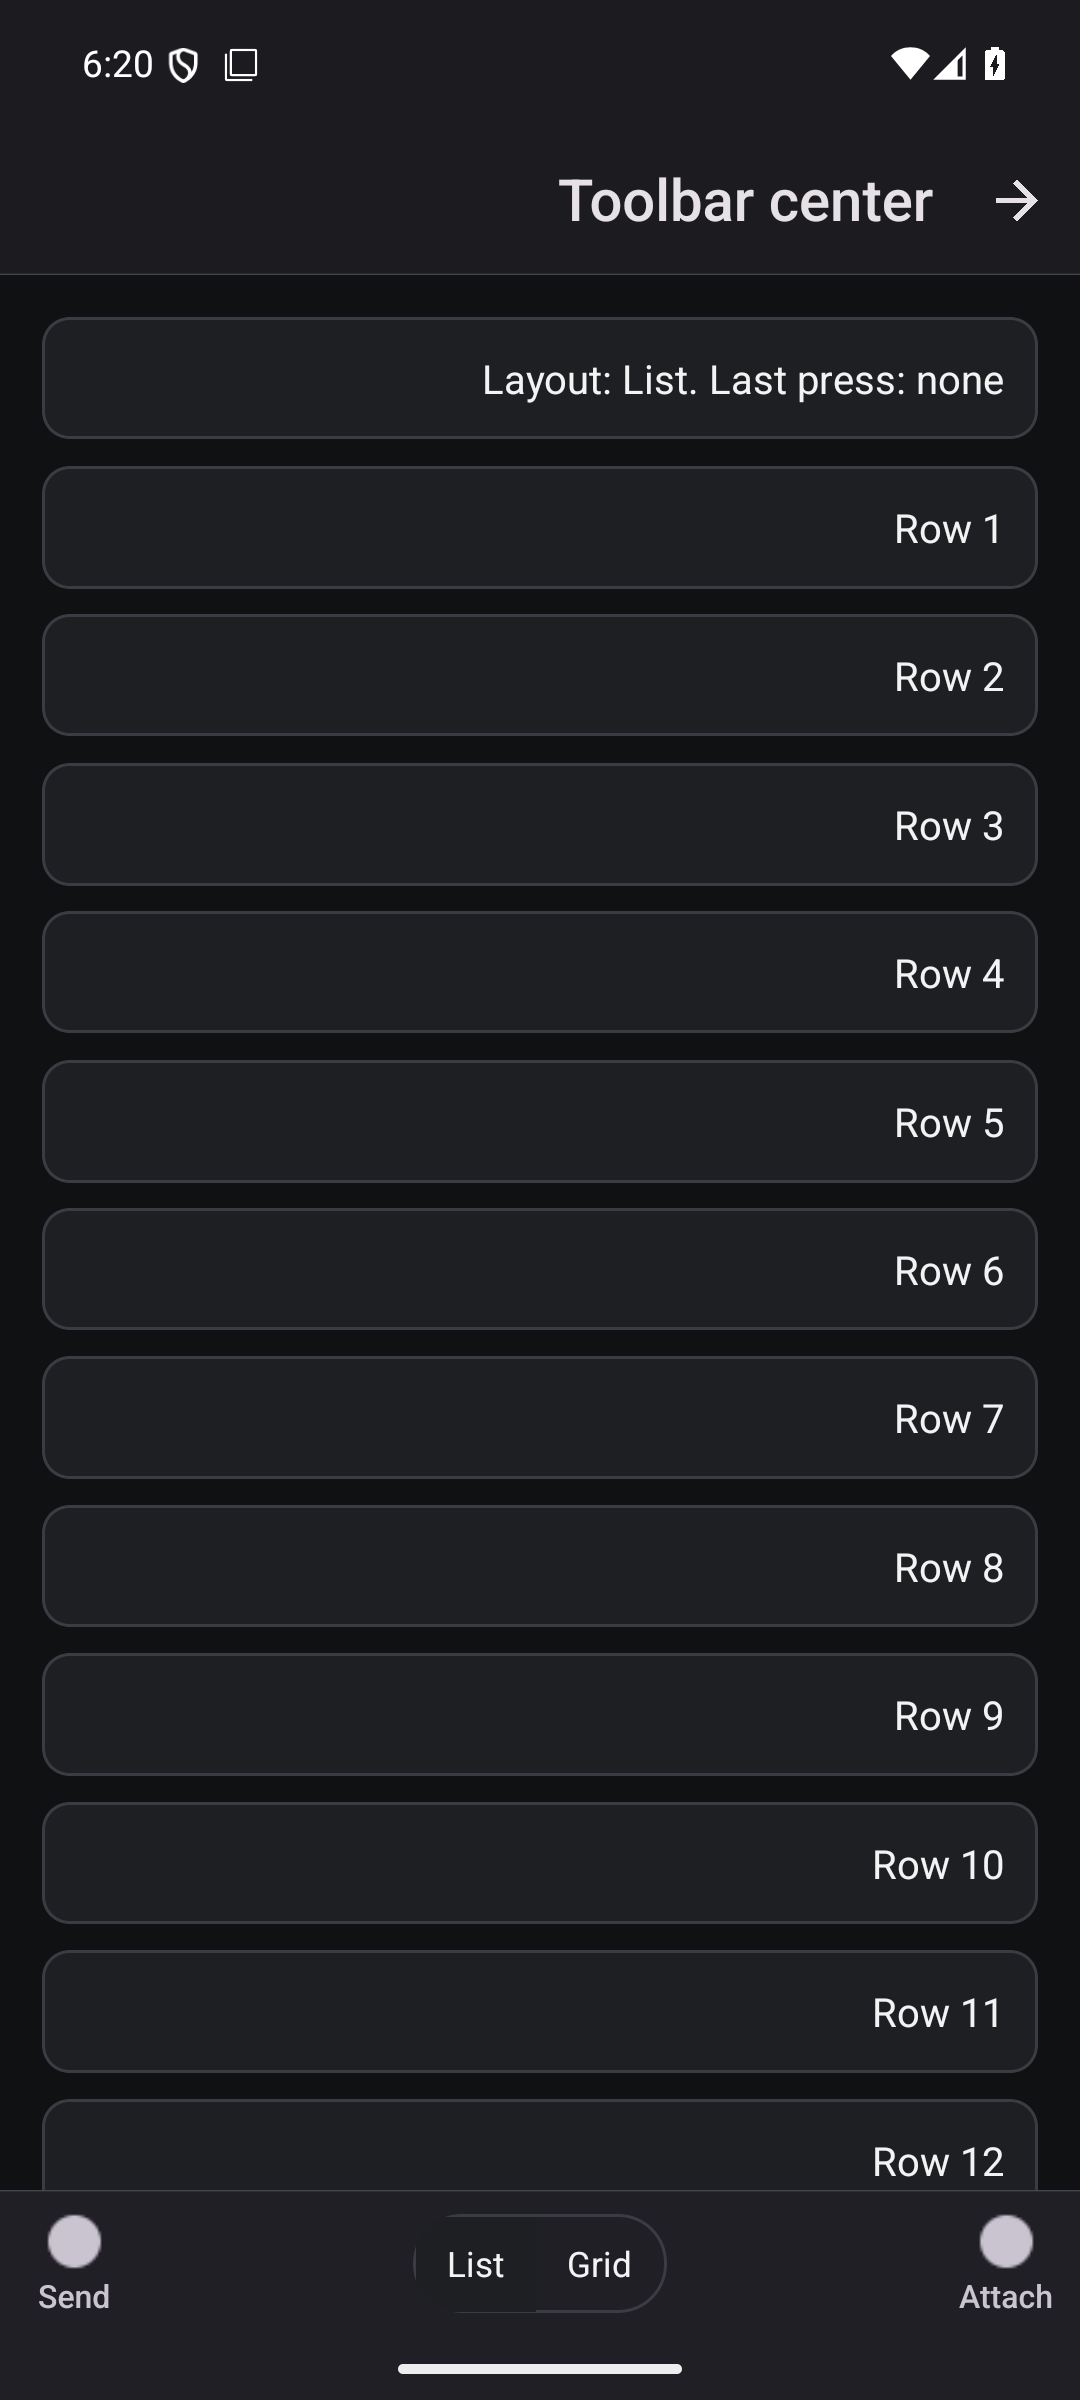 6:20
Toolbar center
Layout: List. Last press: none
Row 1
Row 2
Row 3
Row 4
Row 5
Row 6
Row 7
Row 8
Row 9
Row 10
Row 11
Row 12
Send
List
Grid
Attach